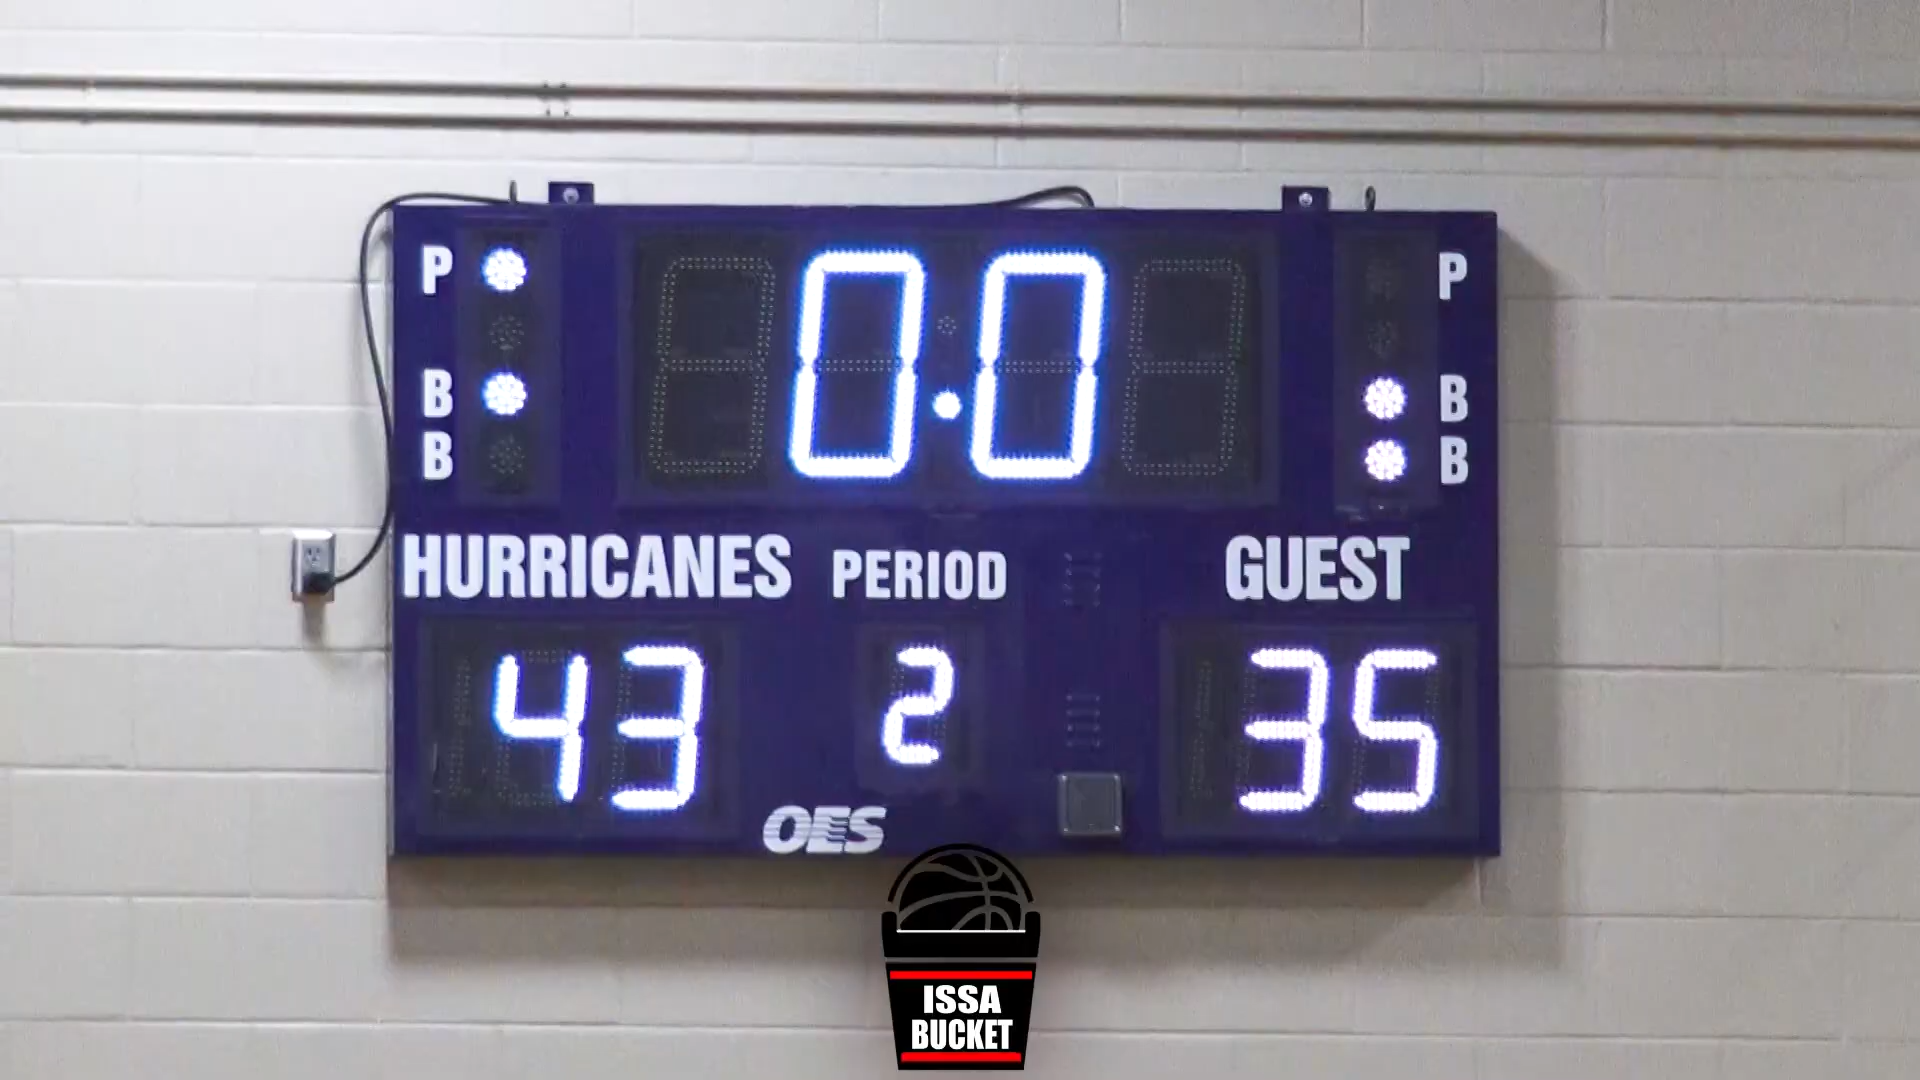 P
P
B
B
B
B
0.0
HURRICANES
PERIOD
GUEST
43
2
35
OES
ISSA
BUCKET